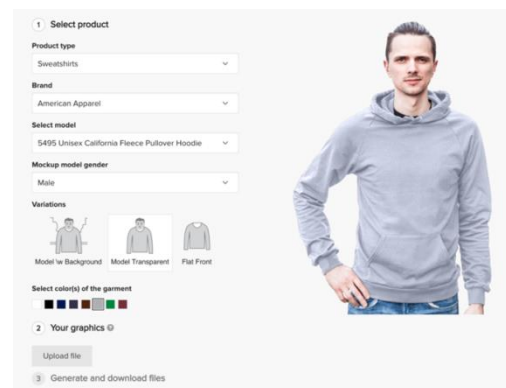 1 Select product
Product type
Sweatshirts
Brand
American Apparel
Select model
5495 Unisex California Fleece Pullover Hoodie
Mockup model gender
Male
Variations
Model \w Background Model Transparent Flat Front
Select color(s) of the garment
2 Your graphics
Upload file
3 Generate and download files